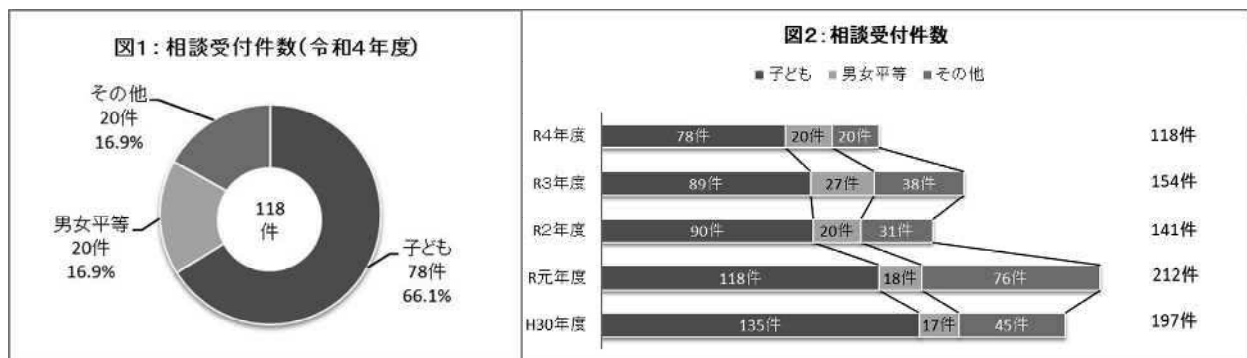 図1：相談受付件数(令和4年度)
その他
20件
16.9%
男女平等
20件
16.9%
118
件
子ども
78件
66.1%
図2：相談受付件数
■子ども ■男女平等 ■その他
R4年度 78件 20件 20件 118件
R3年度 89件 27件 38件 154件
R2年度 90件 20件 31件 141件
R元年度 118件 18件 76件 212件
H30年度 135件 17件 45件 197件